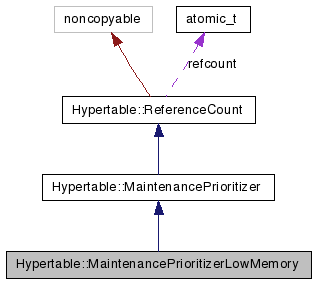 noncopyable
atomic_t
refcount
Hypertable::ReferenceCount
Hypertable::MaintenancePrioritizer
Hypertable::MaintenancePrioritizerLowMemory